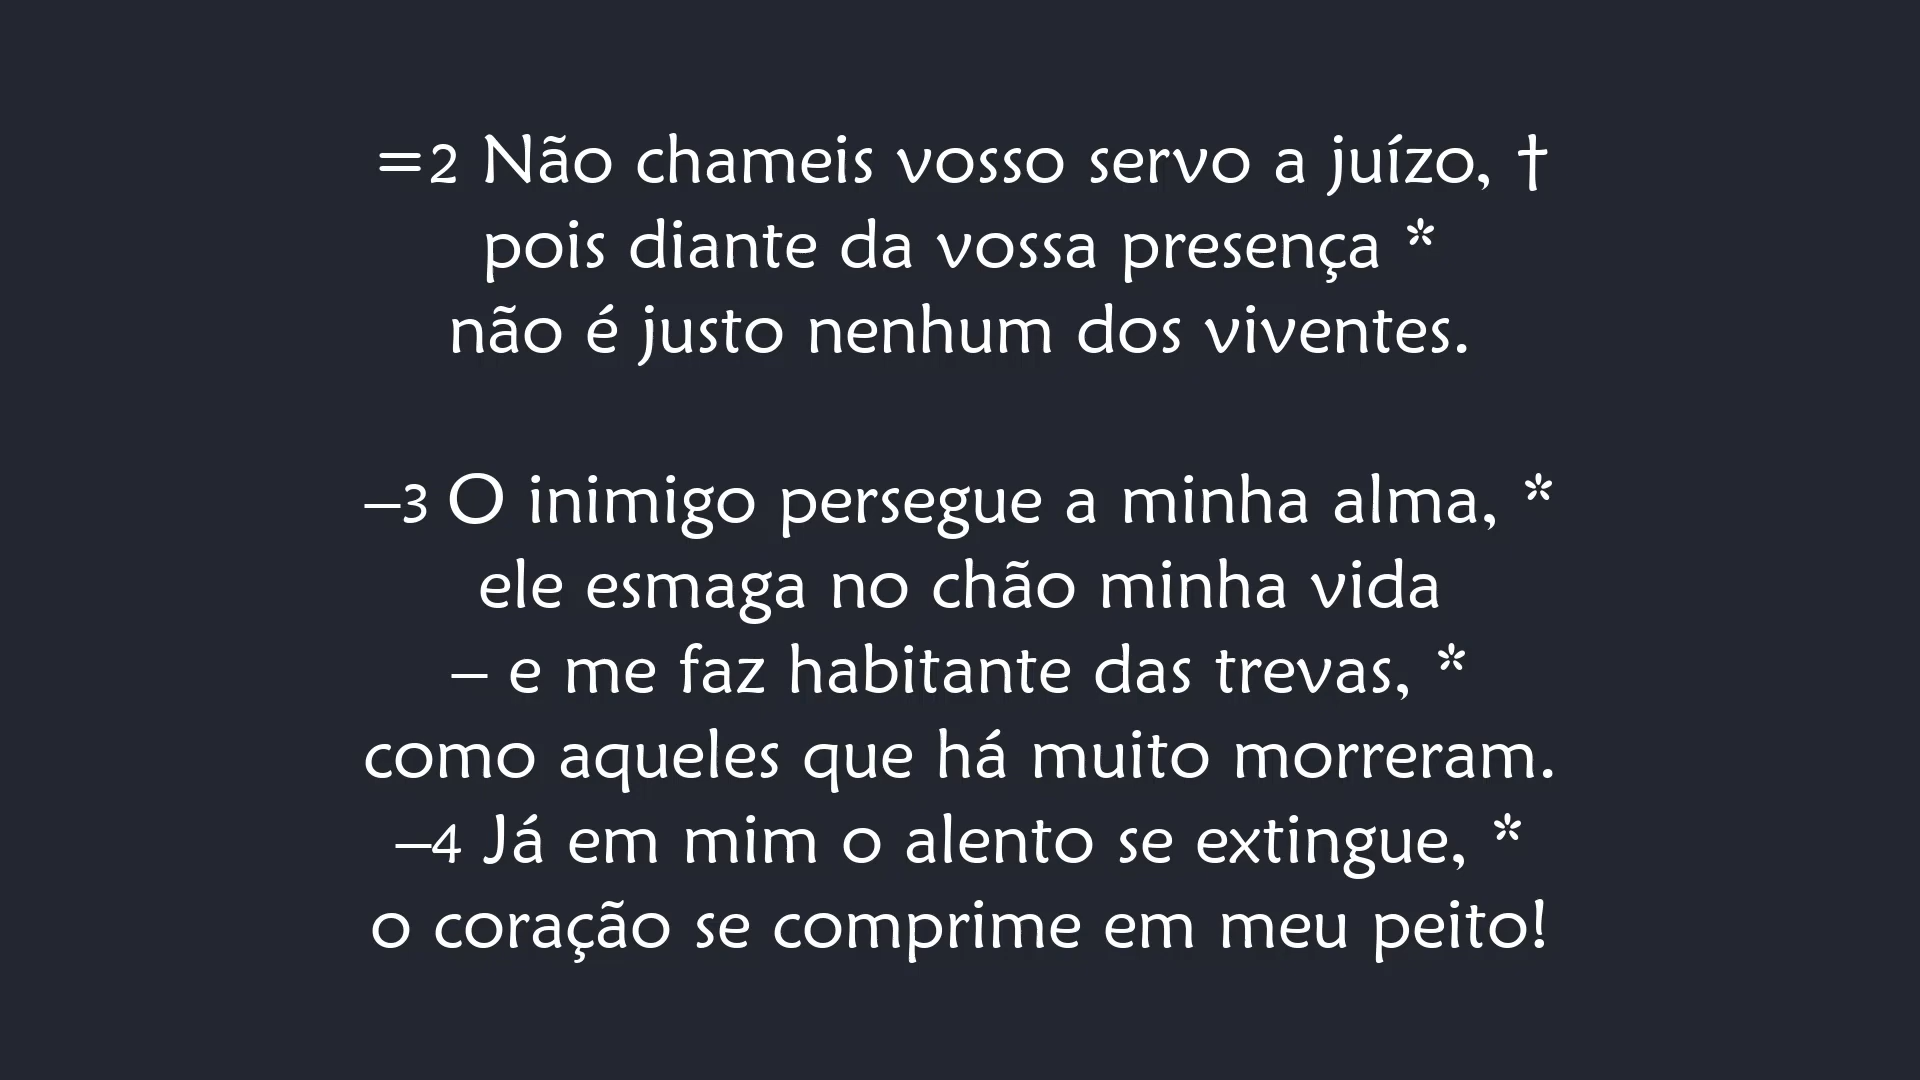 =2 Não chameis vosso servo a juízo, †
pois diante da vossa presença *
não é justo nenhum dos viventes.
–3 O inimigo persegue a minha alma, *
ele esmaga no chão minha vida
– e me faz habitante das trevas, *
como aqueles que há muito morreram.
–4 Já em mim o alento se extingue, *
o coração se comprime em meu peito!